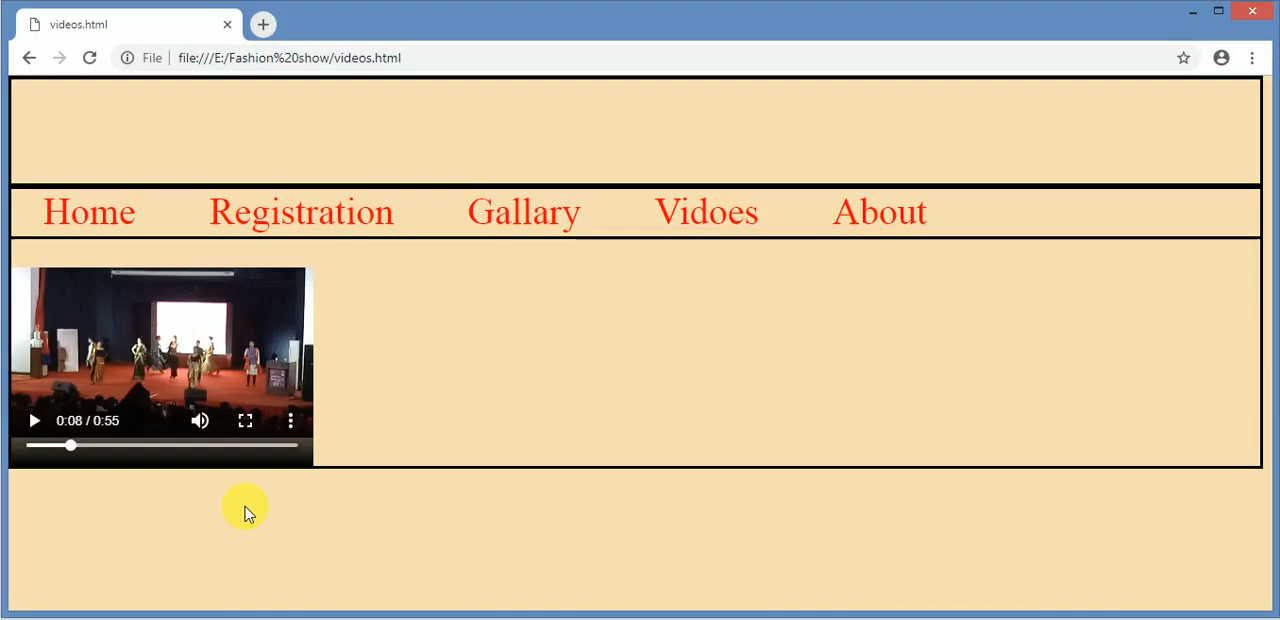 videos.html
File file:///E:/Fashion%20show/videos.html
Home Registration Gallary Vidoes About
0:08 / 0:55